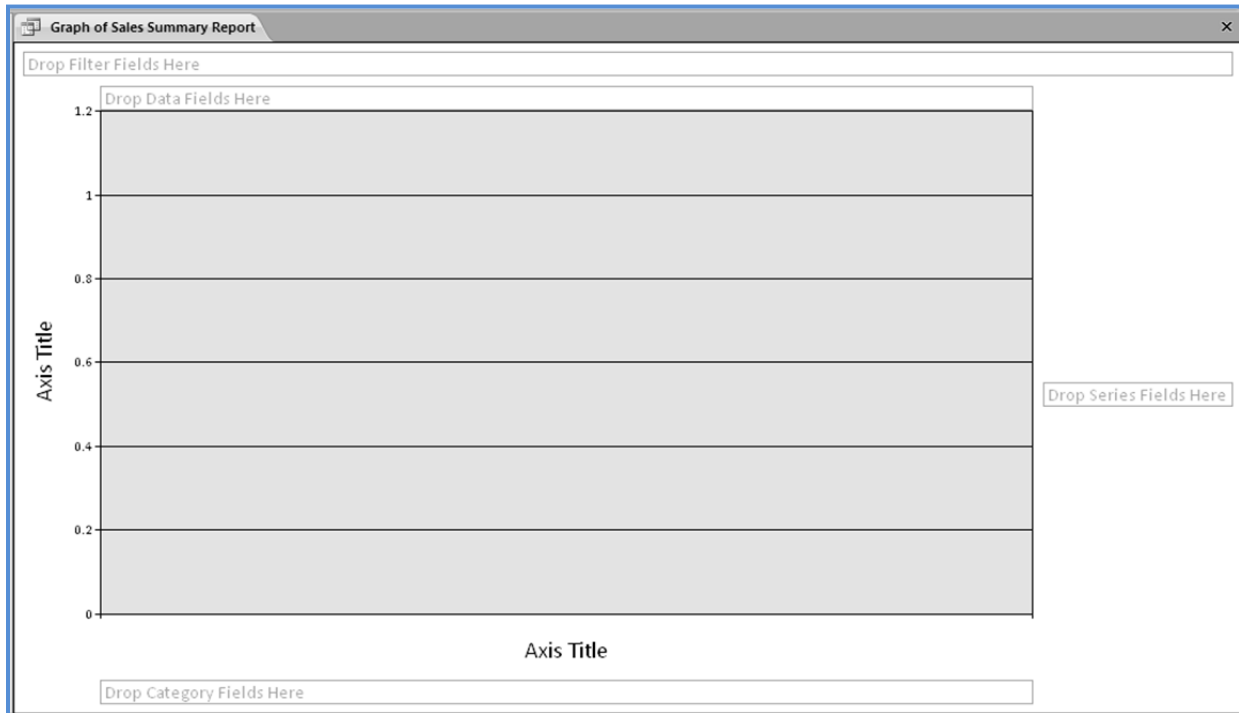 Graph of Sales Summary Report
Drop Filter Fields Here
Drop Data Fields Here
1.2
1
0.8
0.6
0.4
0.2
0
Axis Title
Drop Series Fields Here
Axis Title
Drop Category Fields Here